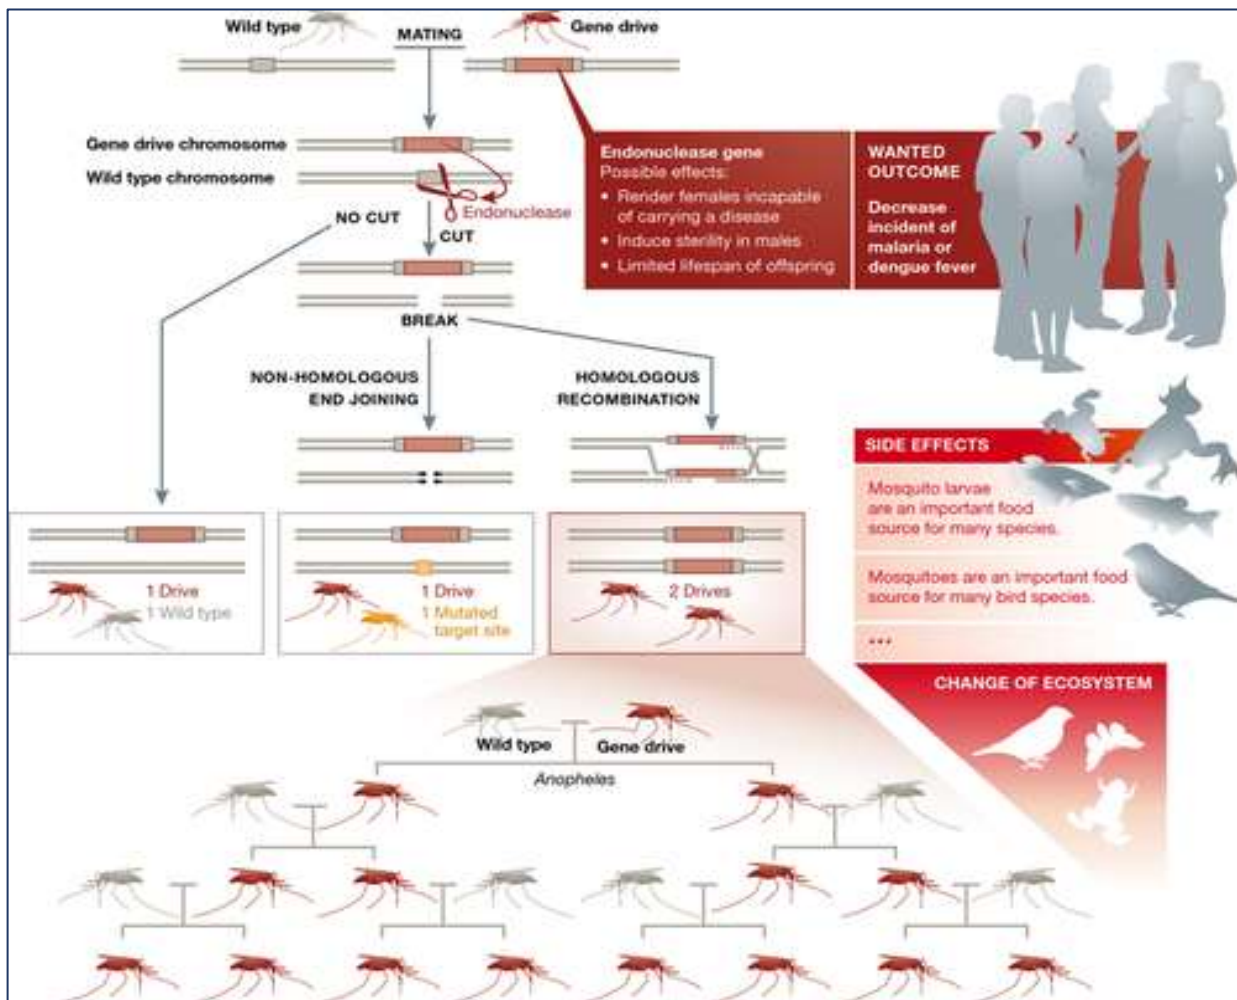 Wild type
MATING
Gene drive
Gene drive chromosome
Wild type chromosome
Endonuclease
NO CUT
CUT
BREAK
Endonuclease gene
Possible effects:
• Render females incapable
of carrying a disease
• Induce sterility in males
• Limited lifespan of offspring
WANTED
OUTCOME
Decrease
incident of
malaria or
dengue fever
NON-HOMOLOGOUS
END JOINING
HOMOLOGOUS
RECOMBINATION
1 Drive
1 Wild type
1 Drive
1 Mutated
target site
2 Drives
SIDE EFFECTS
Mosquito larvae
are an important food
source for many species.
Mosquitoes are an important food
source for many bird species.
...
CHANGE OF ECOSYSTEM
Wild type
Gene drive
Anopheles